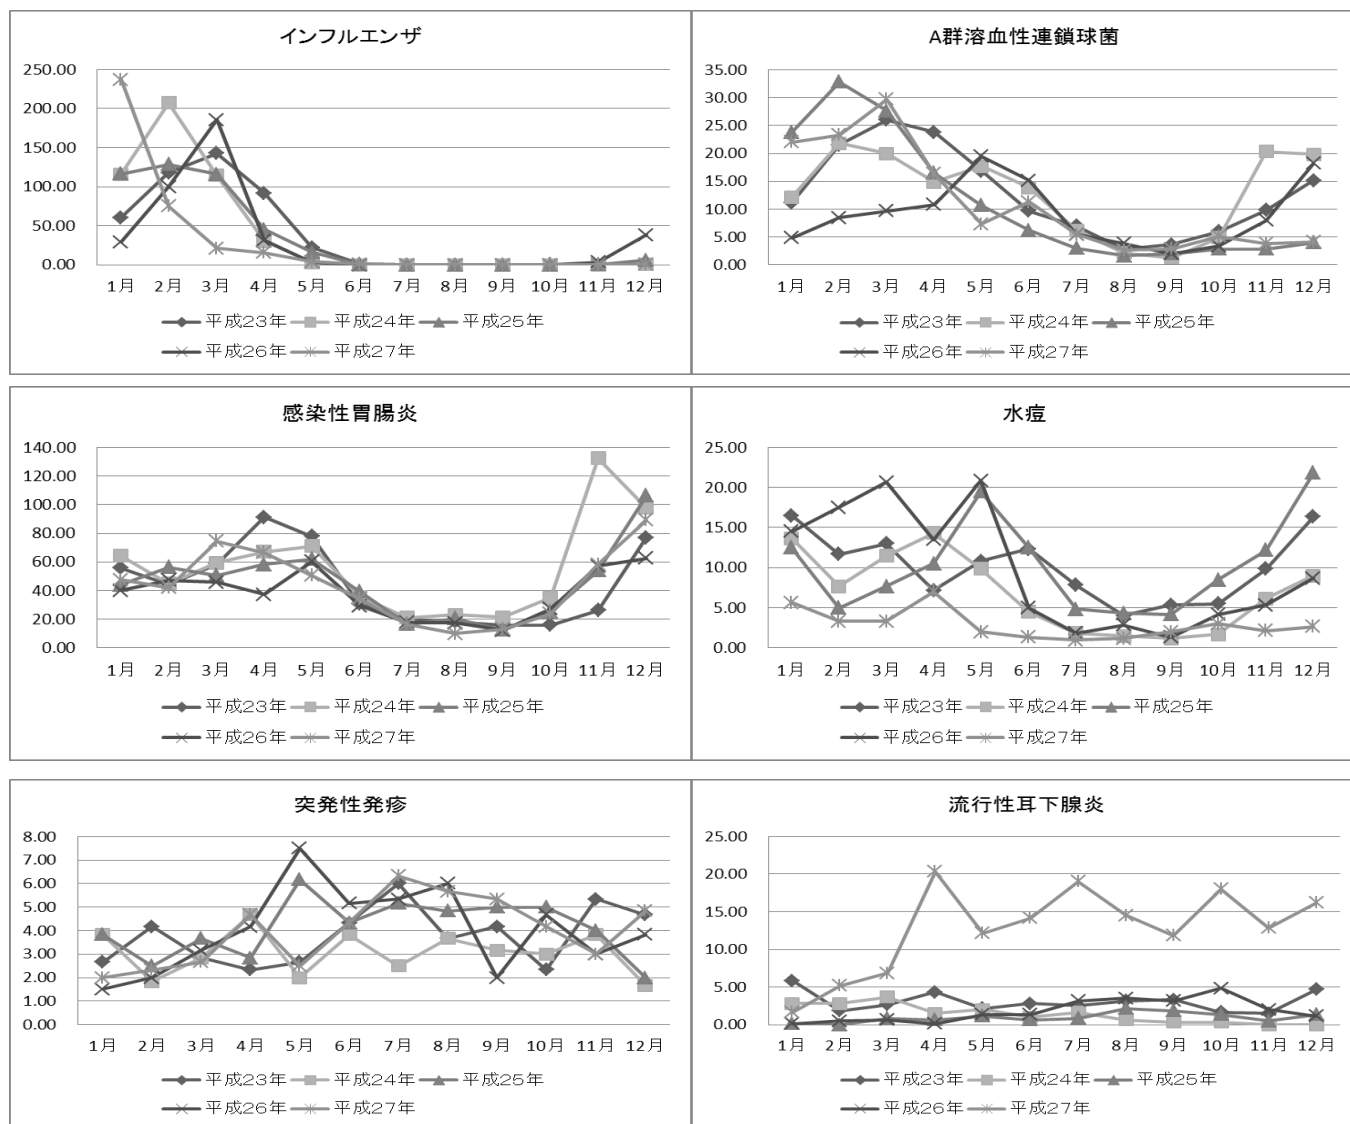 インフルエンザ
250.00
200.00
150.00
100.00
50.00
0.00
1月 2月 3月 4月 5月 6月 7月 8月 9月 10月 11月 12月
平成23年 平成24年 平成25年
平成26年 平成27年
A群溶血性連鎖球菌
35.00
30.00
25.00
20.00
15.00
10.00
5.00
0.00
1月 2月 3月 4月 5月 6月 7月 8月 9月 10月 11月 12月
平成23年 平成24年 平成25年
平成26年 平成27年
感染性胃腸炎
140.00
120.00
100.00
80.00
60.00
40.00
20.00
0.00
1月 2月 3月 4月 5月 6月 7月 8月 9月 10月 11月 12月
平成23年 平成24年 平成25年
平成26年 平成27年
水痘
25.00
20.00
15.00
10.00
5.00
0.00
1月 2月 3月 4月 5月 6月 7月 8月 9月 10月 11月 12月
平成23年 平成24年 平成25年
平成26年 平成27年
突発性発疹
8.00
7.00
6.00
5.00
4.00
3.00
2.00
1.00
0.00
1月 2月 3月 4月 5月 6月 7月 8月 9月 10月 11月 12月
平成23年 平成24年 平成25年
平成26年 平成27年
流行性耳下腺炎
25.00
20.00
15.00
10.00
5.00
0.00
1月 2月 3月 4月 5月 6月 7月 8月 9月 10月 11月 12月
平成23年 平成24年 平成25年
平成26年 平成27年